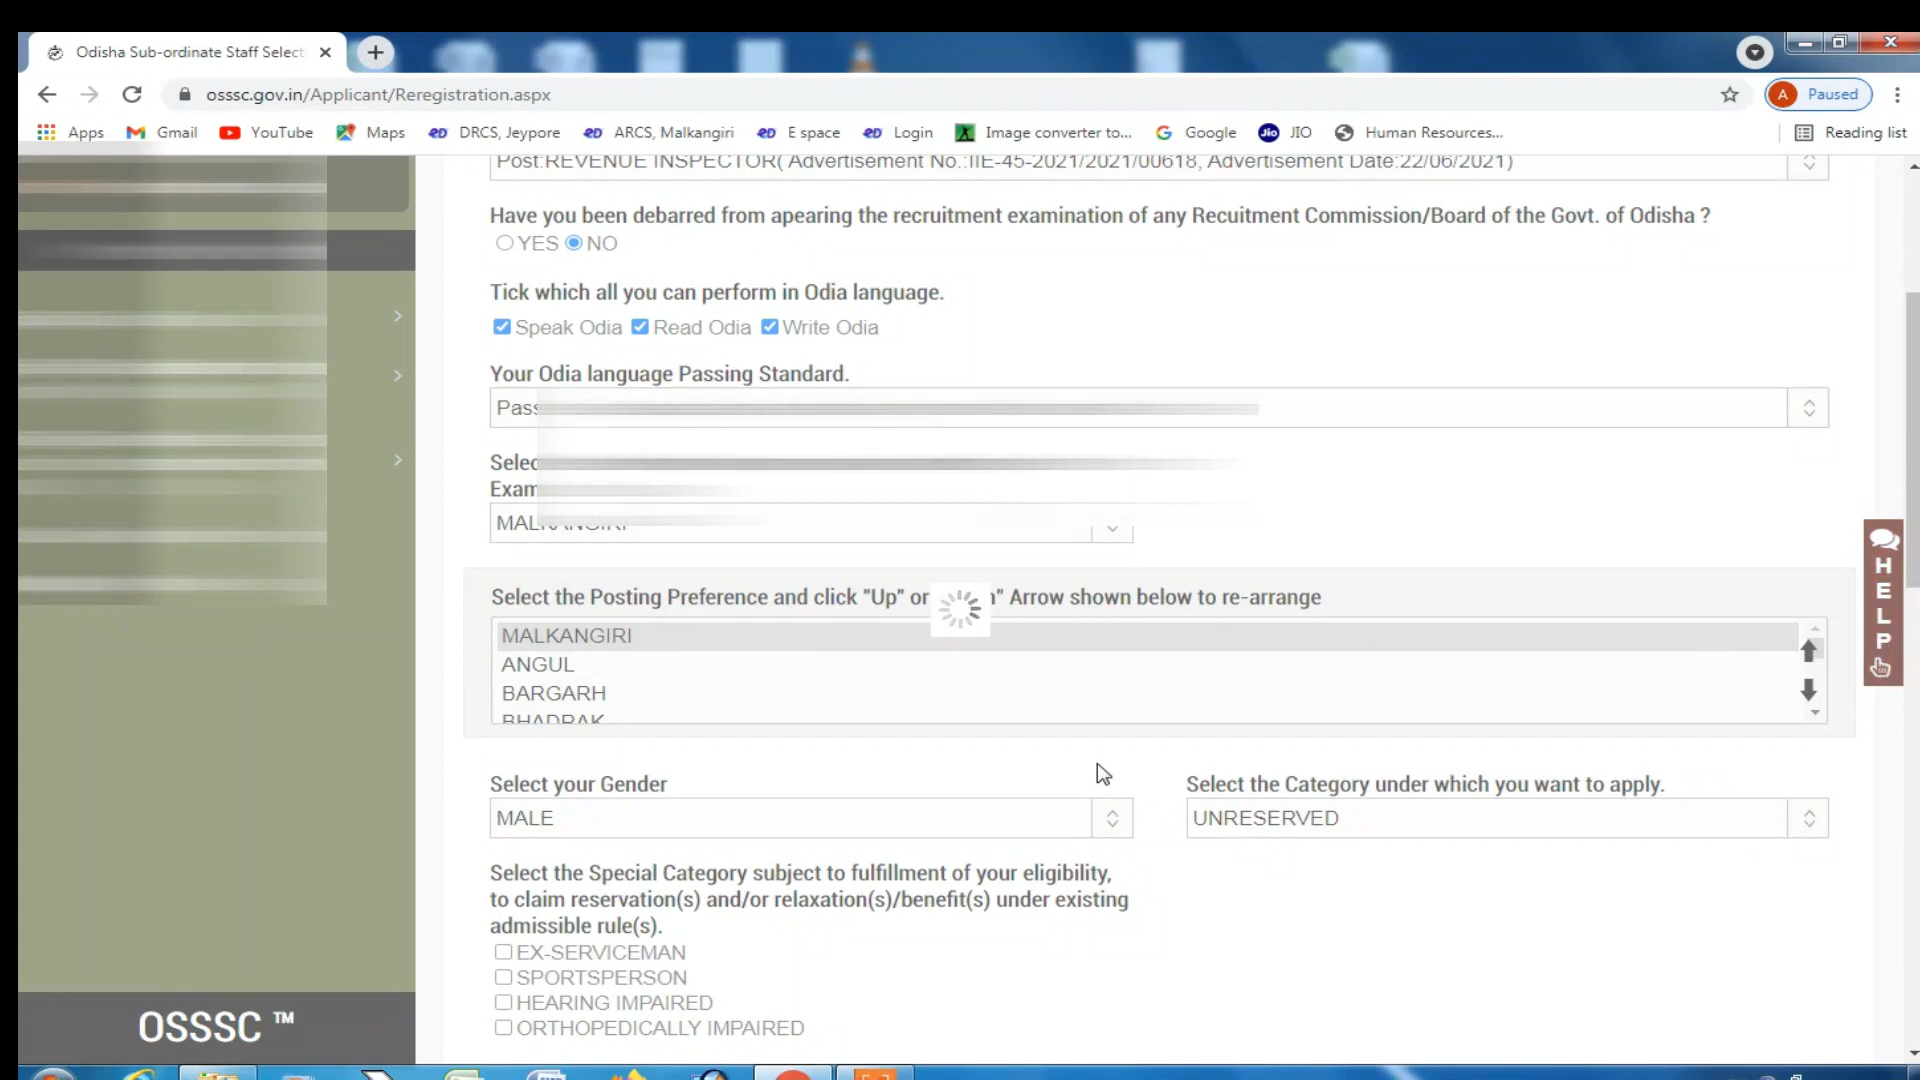 Odisha Sub-ordinate Staff Select
osssc.gov.in/Applicant/Reregistration.aspx
A Paused
Apps Gmail YouTube Maps DRCS, Jeypore ARCS, Malkangiri E space Login Image converter to... Google Jio JIO Human Resources... Reading list
Post:REVENUE INSPECTOR( Advertisement No.:IIE-45-2021/2021/00618, Advertisement Date:22/06/2021)
Have you been debarred from apearing the recruitment examination of any Recuitment Commission/Board of the Govt. of Odisha ?
YES NO
Tick which all you can perform in Odia language.
Speak Odia Read Odia Write Odia
Your Odia language Passing Standard.
Pass
Selec
Exam
MALKANGIRI
Select the Posting Preference and click "Up" or " Arrow shown below to re-arrange
MALKANGIRI
ANGUL
BARGARH
BHADRAK
HELP
Select your Gender
MALE
Select the Category under which you want to apply.
UNRESERVED
Select the Special Category subject to fulfillment of your eligibility,
to claim reservation(s) and/or relaxation(s)/benefit(s) under existing
admissible rule(s).
EX-SERVICEMAN
SPORTSPERSON
HEARING IMPAIRED
ORTHOPEDICALLY IMPAIRED
OSSSC ™